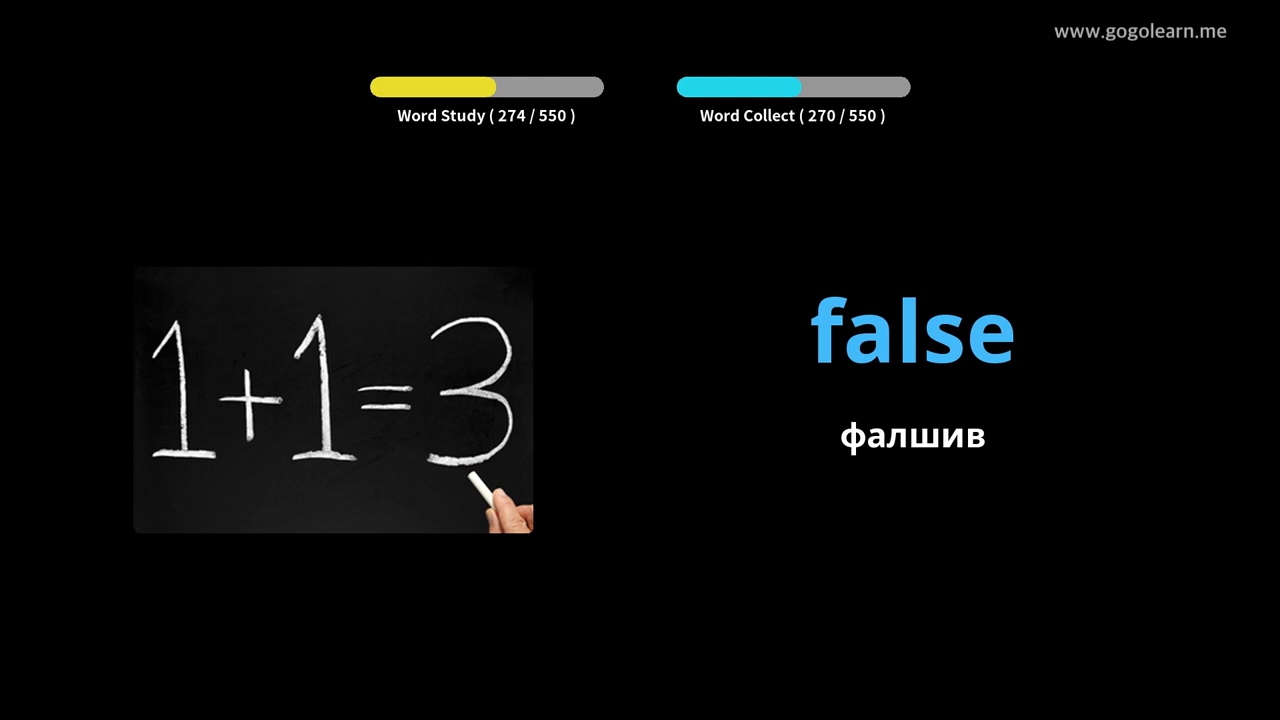 www.gogolearn.me
Word Study ( 274 / 550 )
Word Collect ( 270 / 550 )
1+1=3
false
фалшив